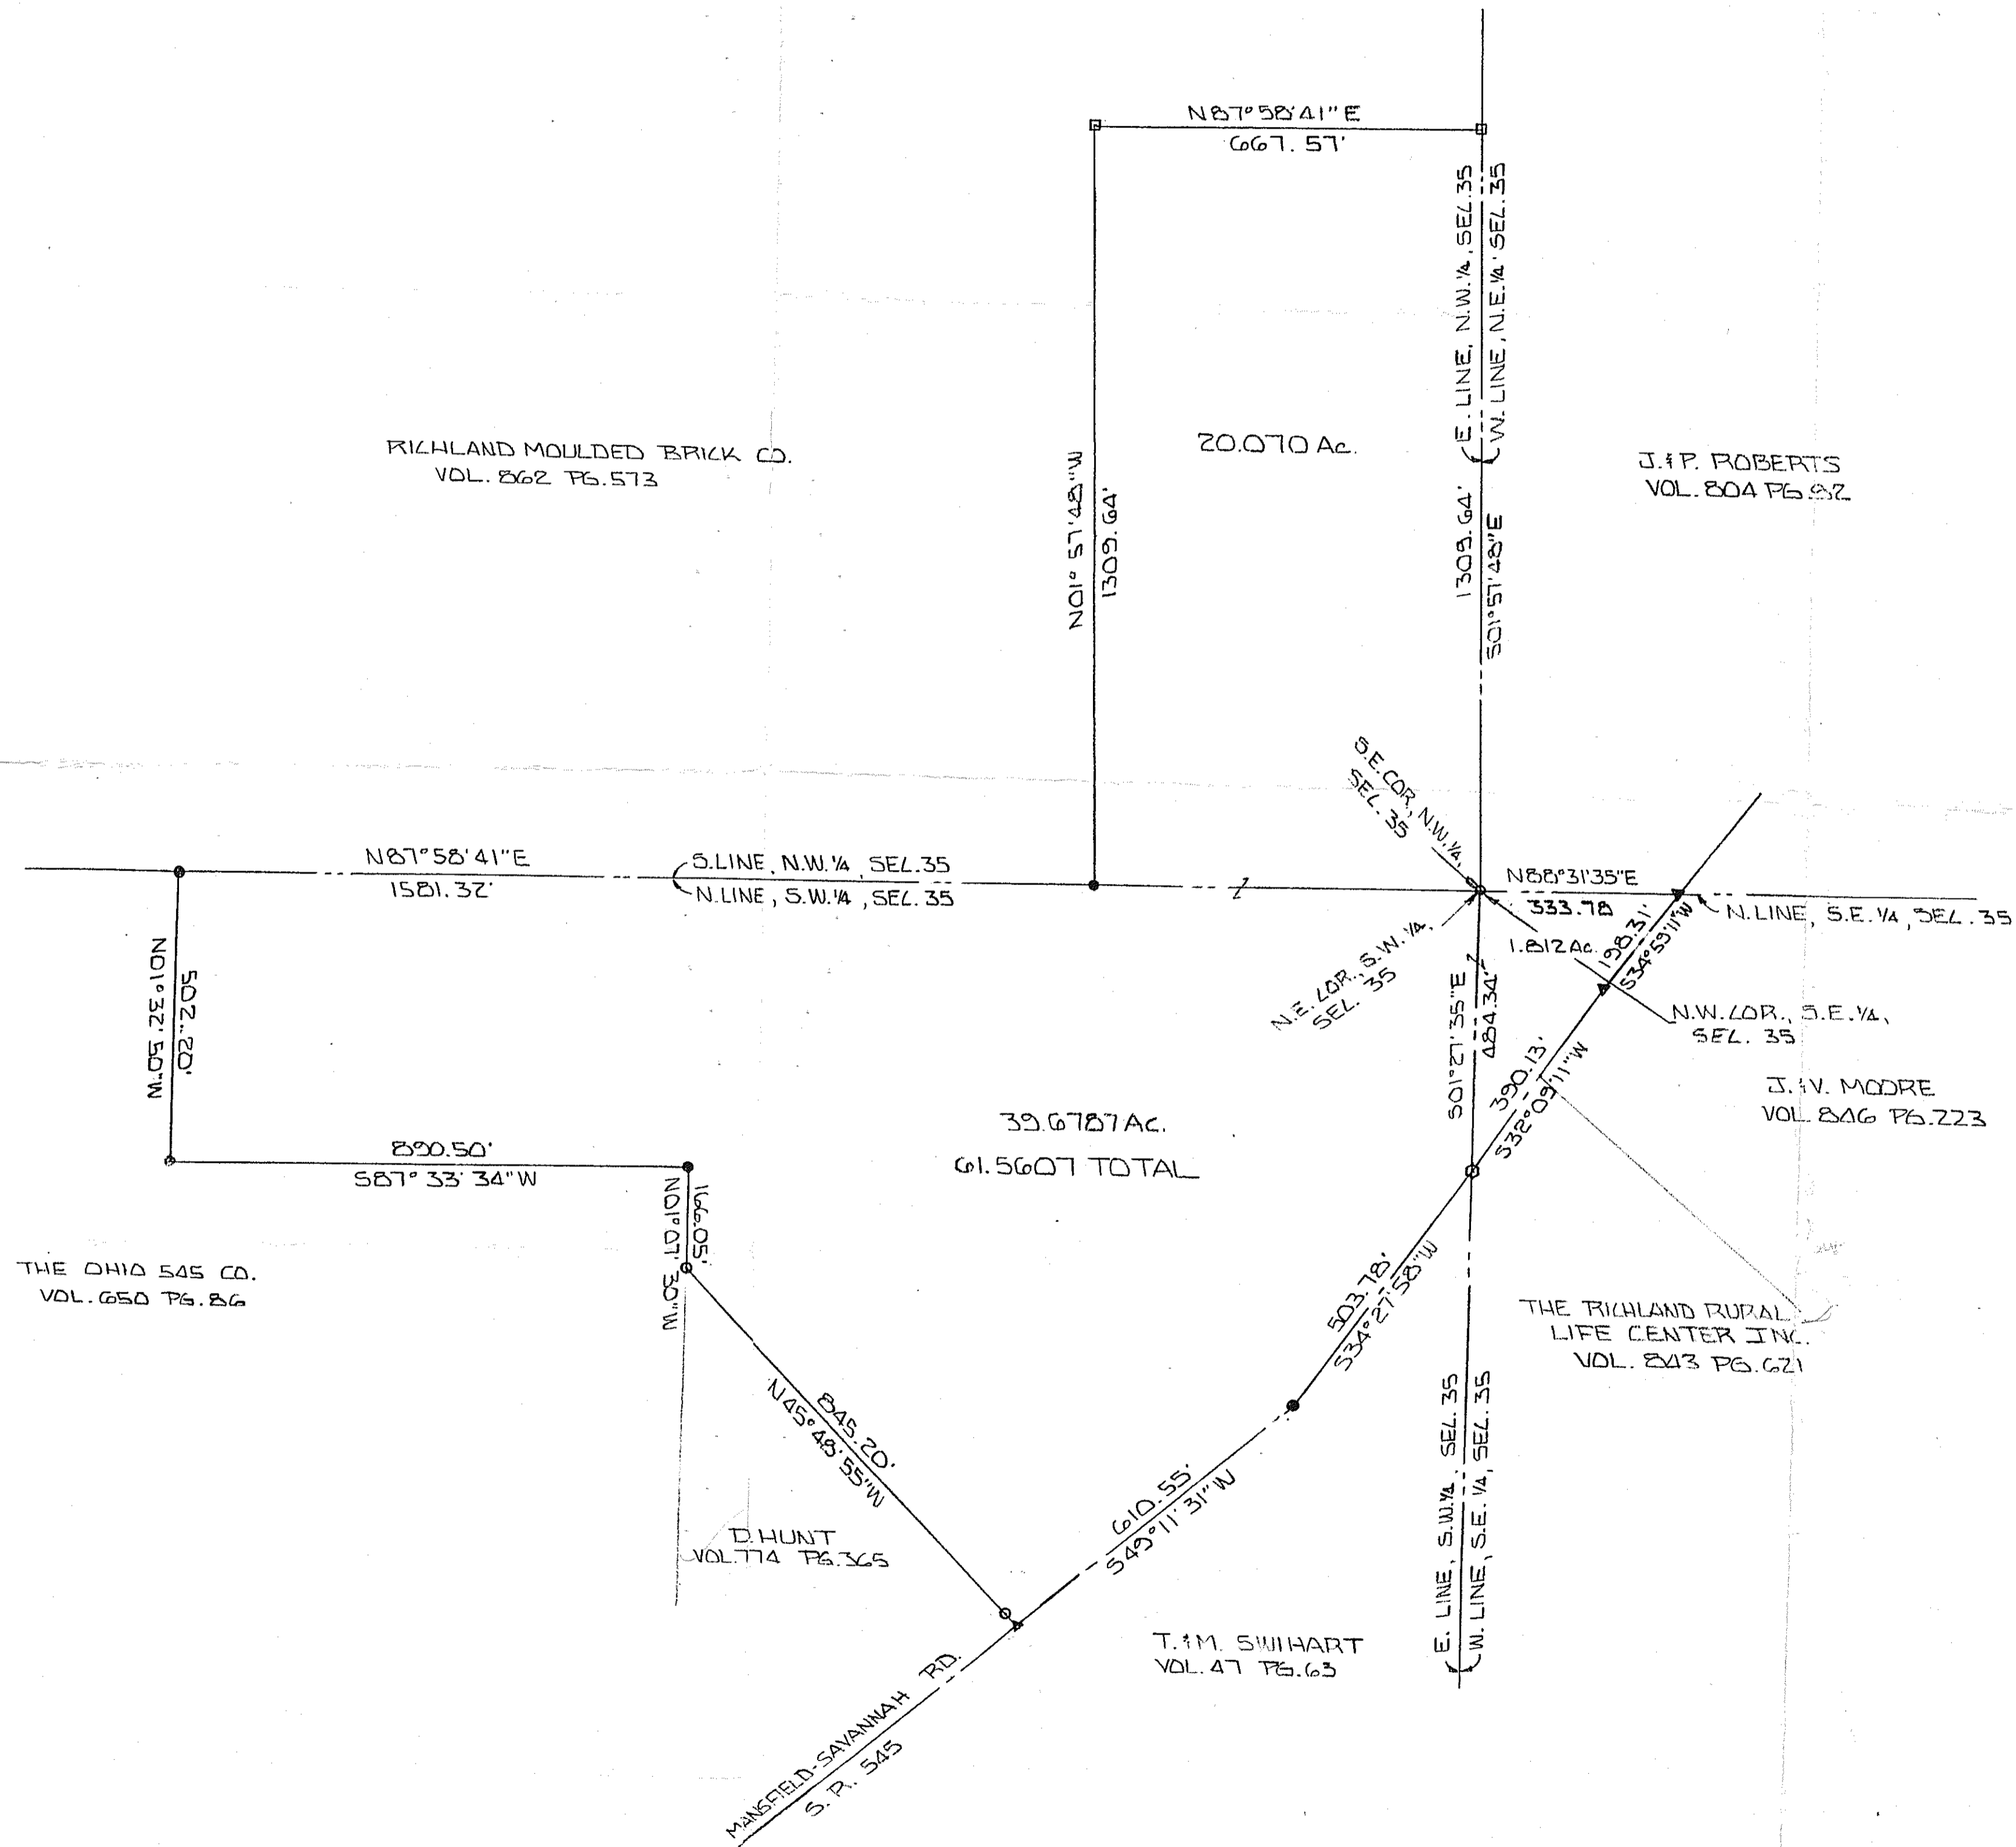 N87°58'41"E
667.57'
E. LINE, N.W.¼, SEC.35
W. LINE, N.E.¼, SEC.35
RICHLAND MOULDED BRICK CO.
VOL. 862 PG.573
20.070 Ac.
J.&P. ROBERTS
VOL. 804 PG.
N01°57'48"W
1309.64'
1309.64'
S01°57'48"E
S.E. COR, N.W.¼,
SEC. 35
N87°58'41"E
1581.32'
S.LINE, N.W.¼, SEC.35
N.LINE, S.W.¼, SEC.35
N88°31'35"E
333.78
N.LINE, S.E.¼, SEC.35
1.812 Ac.
198.31'
S34°59'11"W
N.E. COR., S.W.¼,
SEC. 35
N.W. COR., S.E.¼,
SEC. 35
N01°32'50"W
502.20'
S01°27'35"E
484.34'
390.13'
S32°09'11"W
J.&V. MOORE
VOL. 846 PG.223
39.6787 Ac.
61.5607 TOTAL
890.50'
S87°33'34"W
166.05'
N01°07'30"W
THE OHIO 545 CO.
VOL. 650 PG. 86
503.78'
S34°27'58"W
THE RICHLAND RURAL
LIFE CENTER INC.
VOL. 843 PG.621
845.20'
N45°48'55"W
610.55'
S49°11'31"W
E. LINE, S.W.¼, SEC.35
W. LINE, S.E.¼, SEC.35
D. HUNT
VOL.774 PG.365
T.&M. SWIHART
VOL. 47 PG.63
MANSFIELD-SAVANNAH RD.
S.R. 545